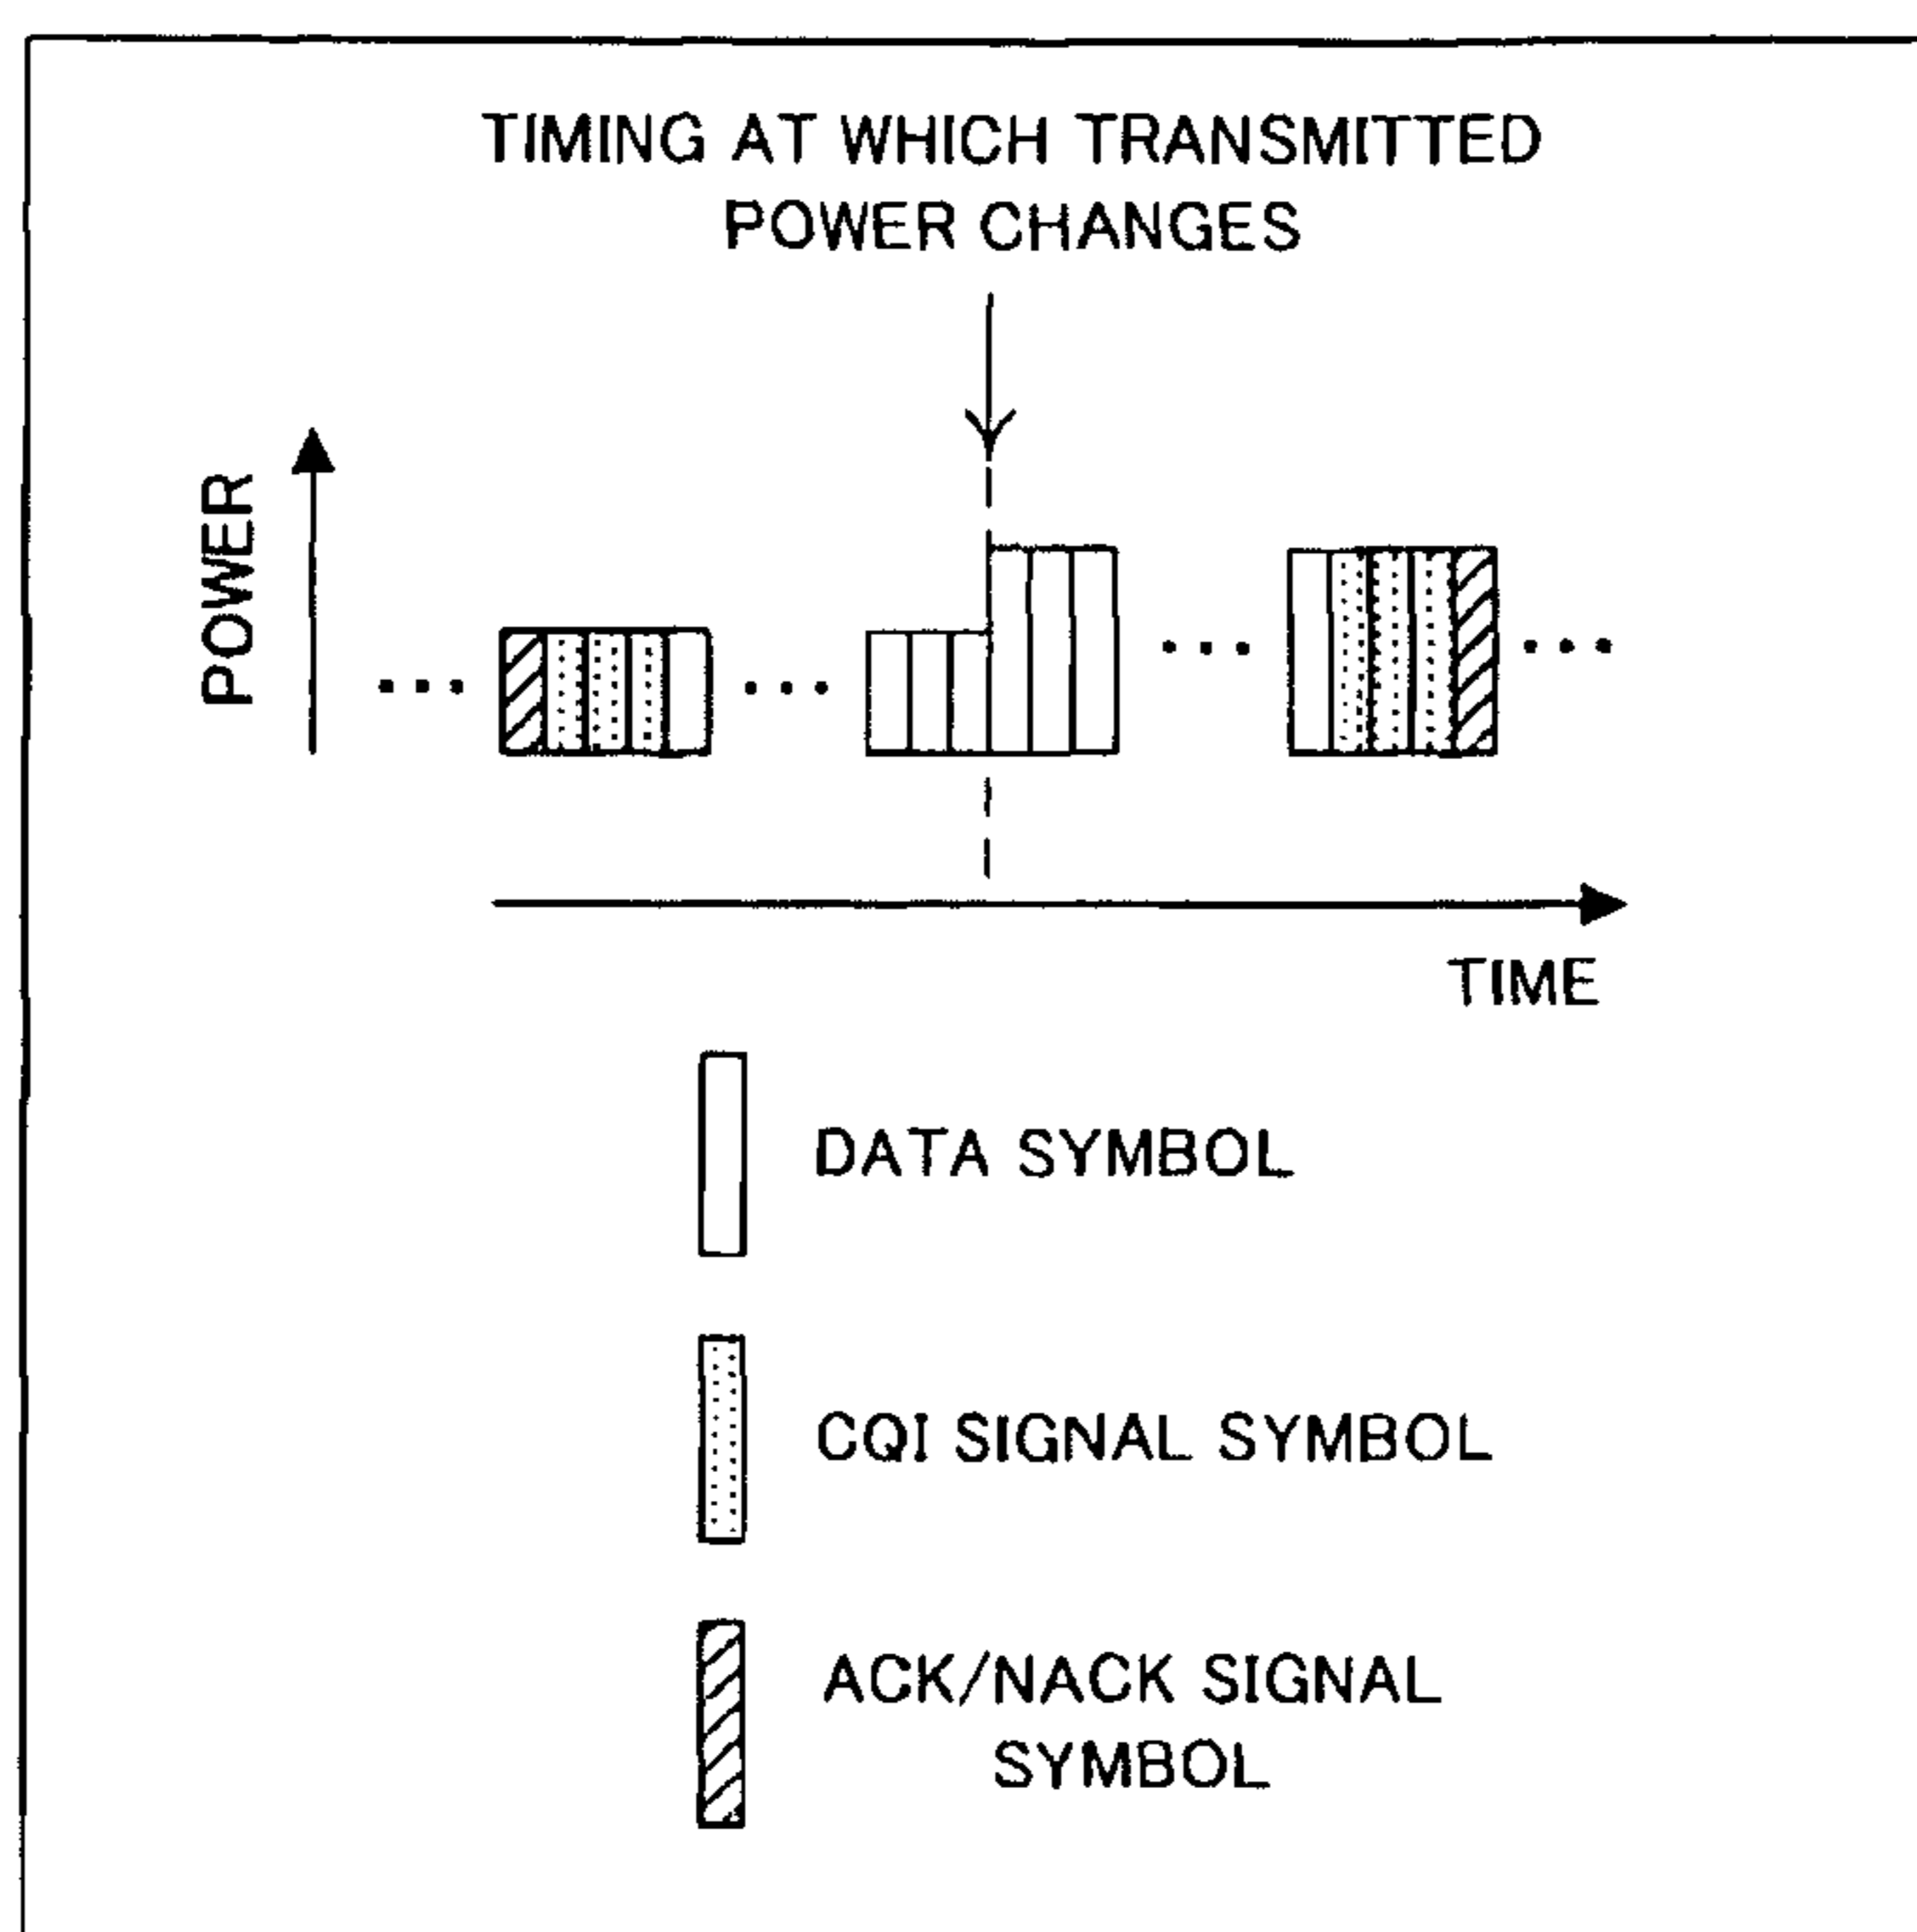 TIMING AT WHICH TRANSMITTED
POWER CHANGES
POWER
TIME
DATA SYMBOL
CQI SIGNAL SYMBOL
ACK/NACK SIGNAL
SYMBOL